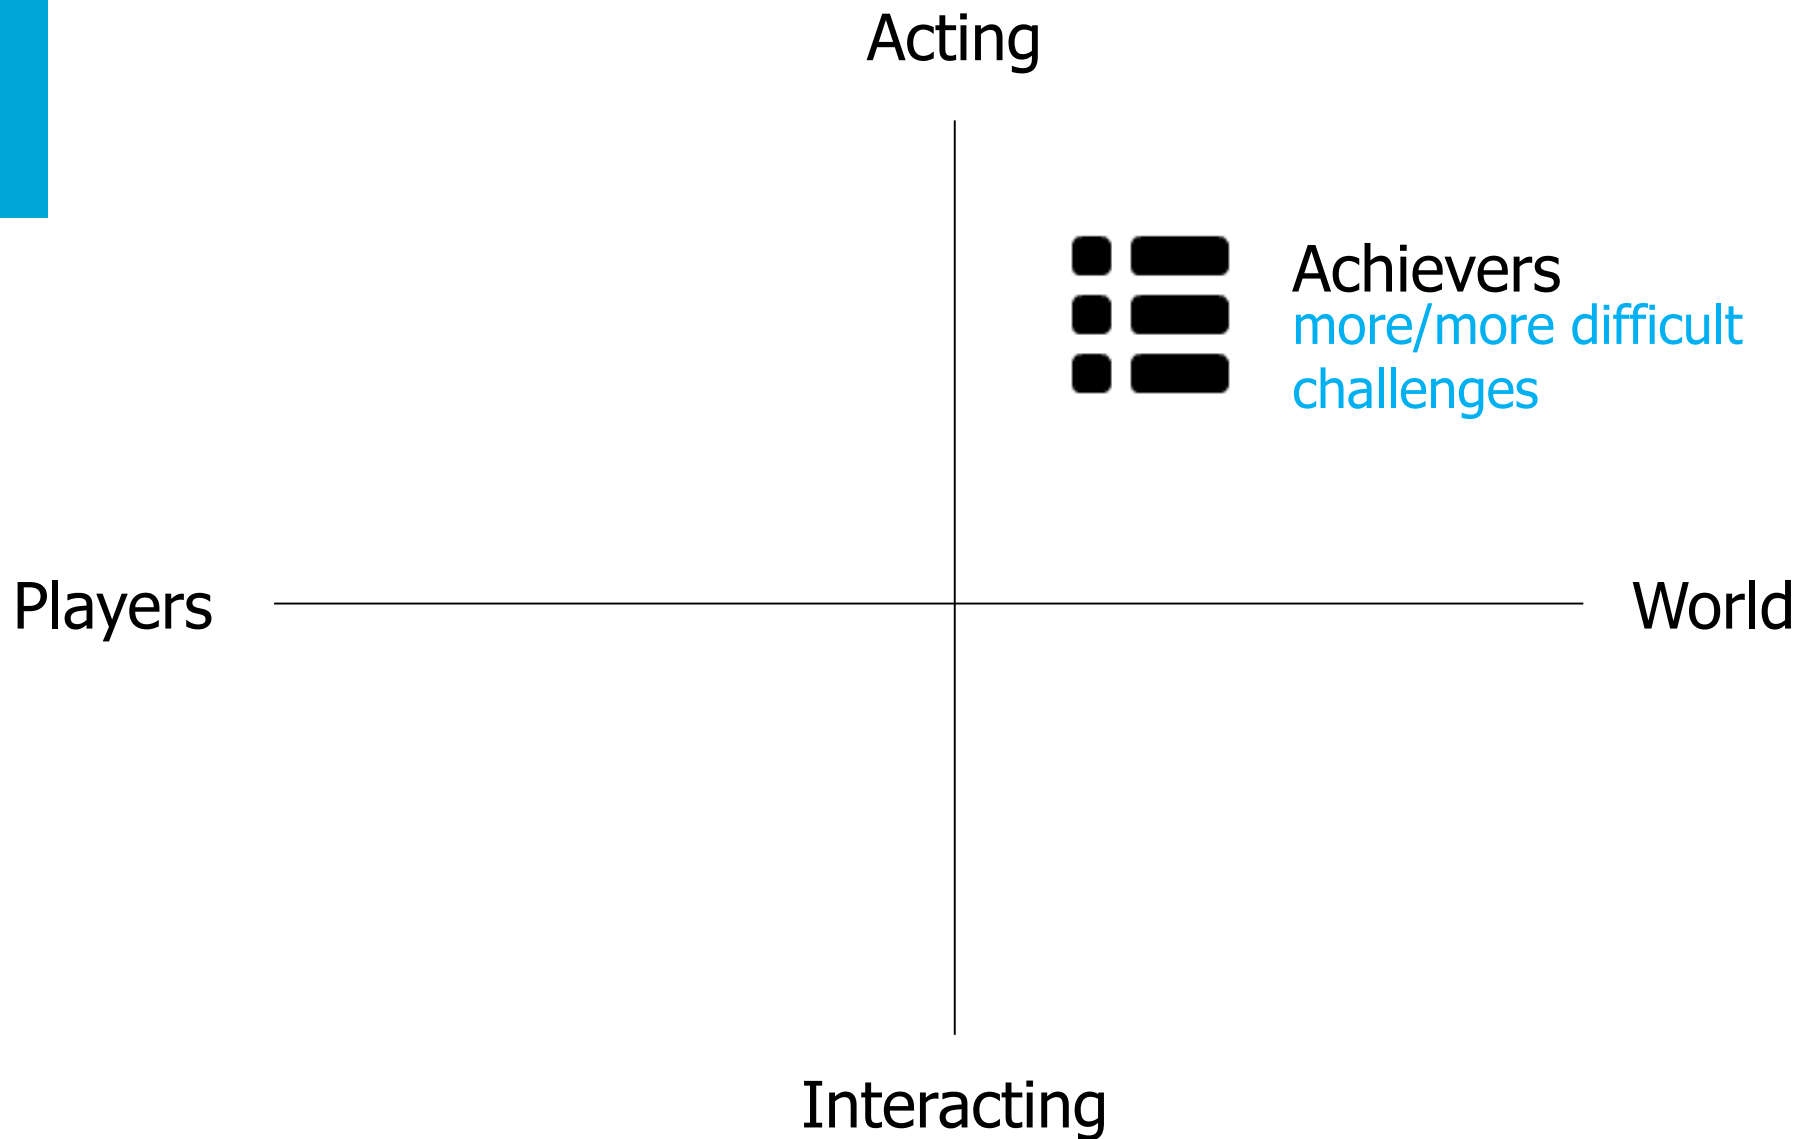 Acting
Achievers
more/more difficult
challenges
Players
World
Interacting